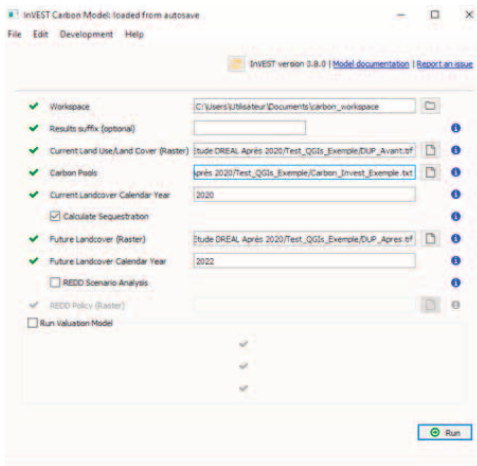 InVEST Carbon Model: loaded from autosave
File Edit Development Help
InVEST version 3.8.0 | Model documentation | Report an issue
Workspace C:\Users\Utilisateur\Documents\carbon_workspace
Results suffix (optional)
Current Land Use/Land Cover (Raster) Etude DREAL Après 2020/Test_QGIs_Exemple/DUP_Avant.tif
Carbon Pools près 2020/Test_QGIs_Exemple/Carbon_Invest_Exemple.txt
Current Landcover Calendar Year 2020
Calculate Sequestration
Future Landcover (Raster) Etude DREAL Après 2020/Test_QGIs_Exemple/DUP_Apres.tif
Future Landcover Calendar Year 2022
REDD Scenario Analysis
REDD Policy (Raster)
Run Valuation Model
Run